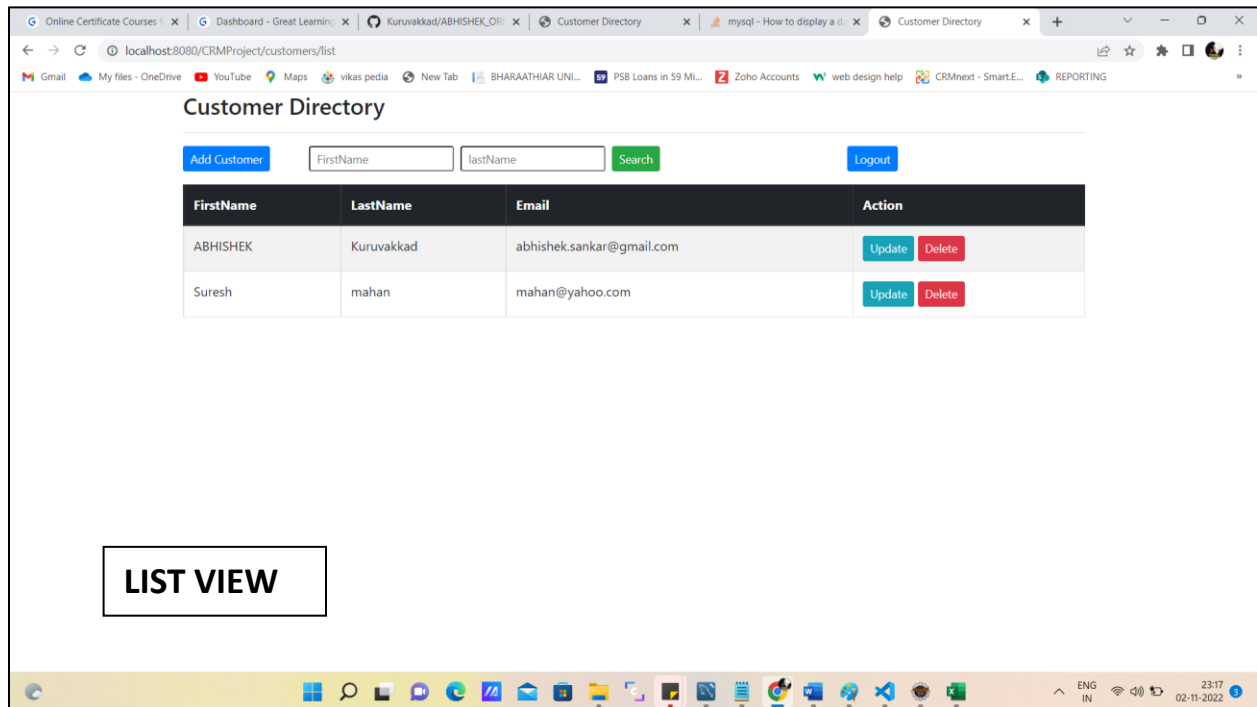 Online Certificate Courses
Dashboard - Great Learning
Kuruvakkad/ABHISHEK_OR
Customer Directory
mysql - How to display a da
Customer Directory
localhost:8080/CRMProject/customers/list
Gmail
My files - OneDrive
YouTube
Maps
vikas pedia
New Tab
BHARAATHIAR UNI...
59 PSB Loans in 59 Mi...
Zoho Accounts
web design help
CRMnext - Smart.E...
REPORTING
Customer Directory
Add Customer FirstName lastName Search Logout
FirstName LastName Email Action
ABHISHEK Kuruvakkad abhishek.sankar@gmail.com Update Delete
Suresh mahan mahan@yahoo.com Update Delete
LIST VIEW
ENG 23:17
IN 02-11-2022 3